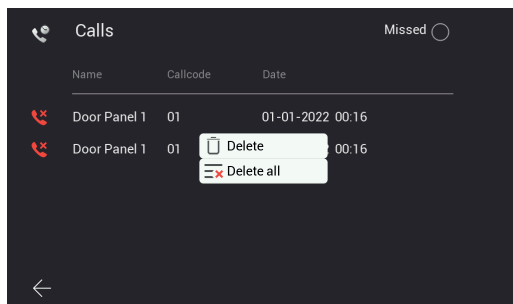 Calls Missed
Name Callcode Date
Door Panel 1 01 01-01-2022 00:16
Door Panel 1 01 00:16
Delete
Delete all